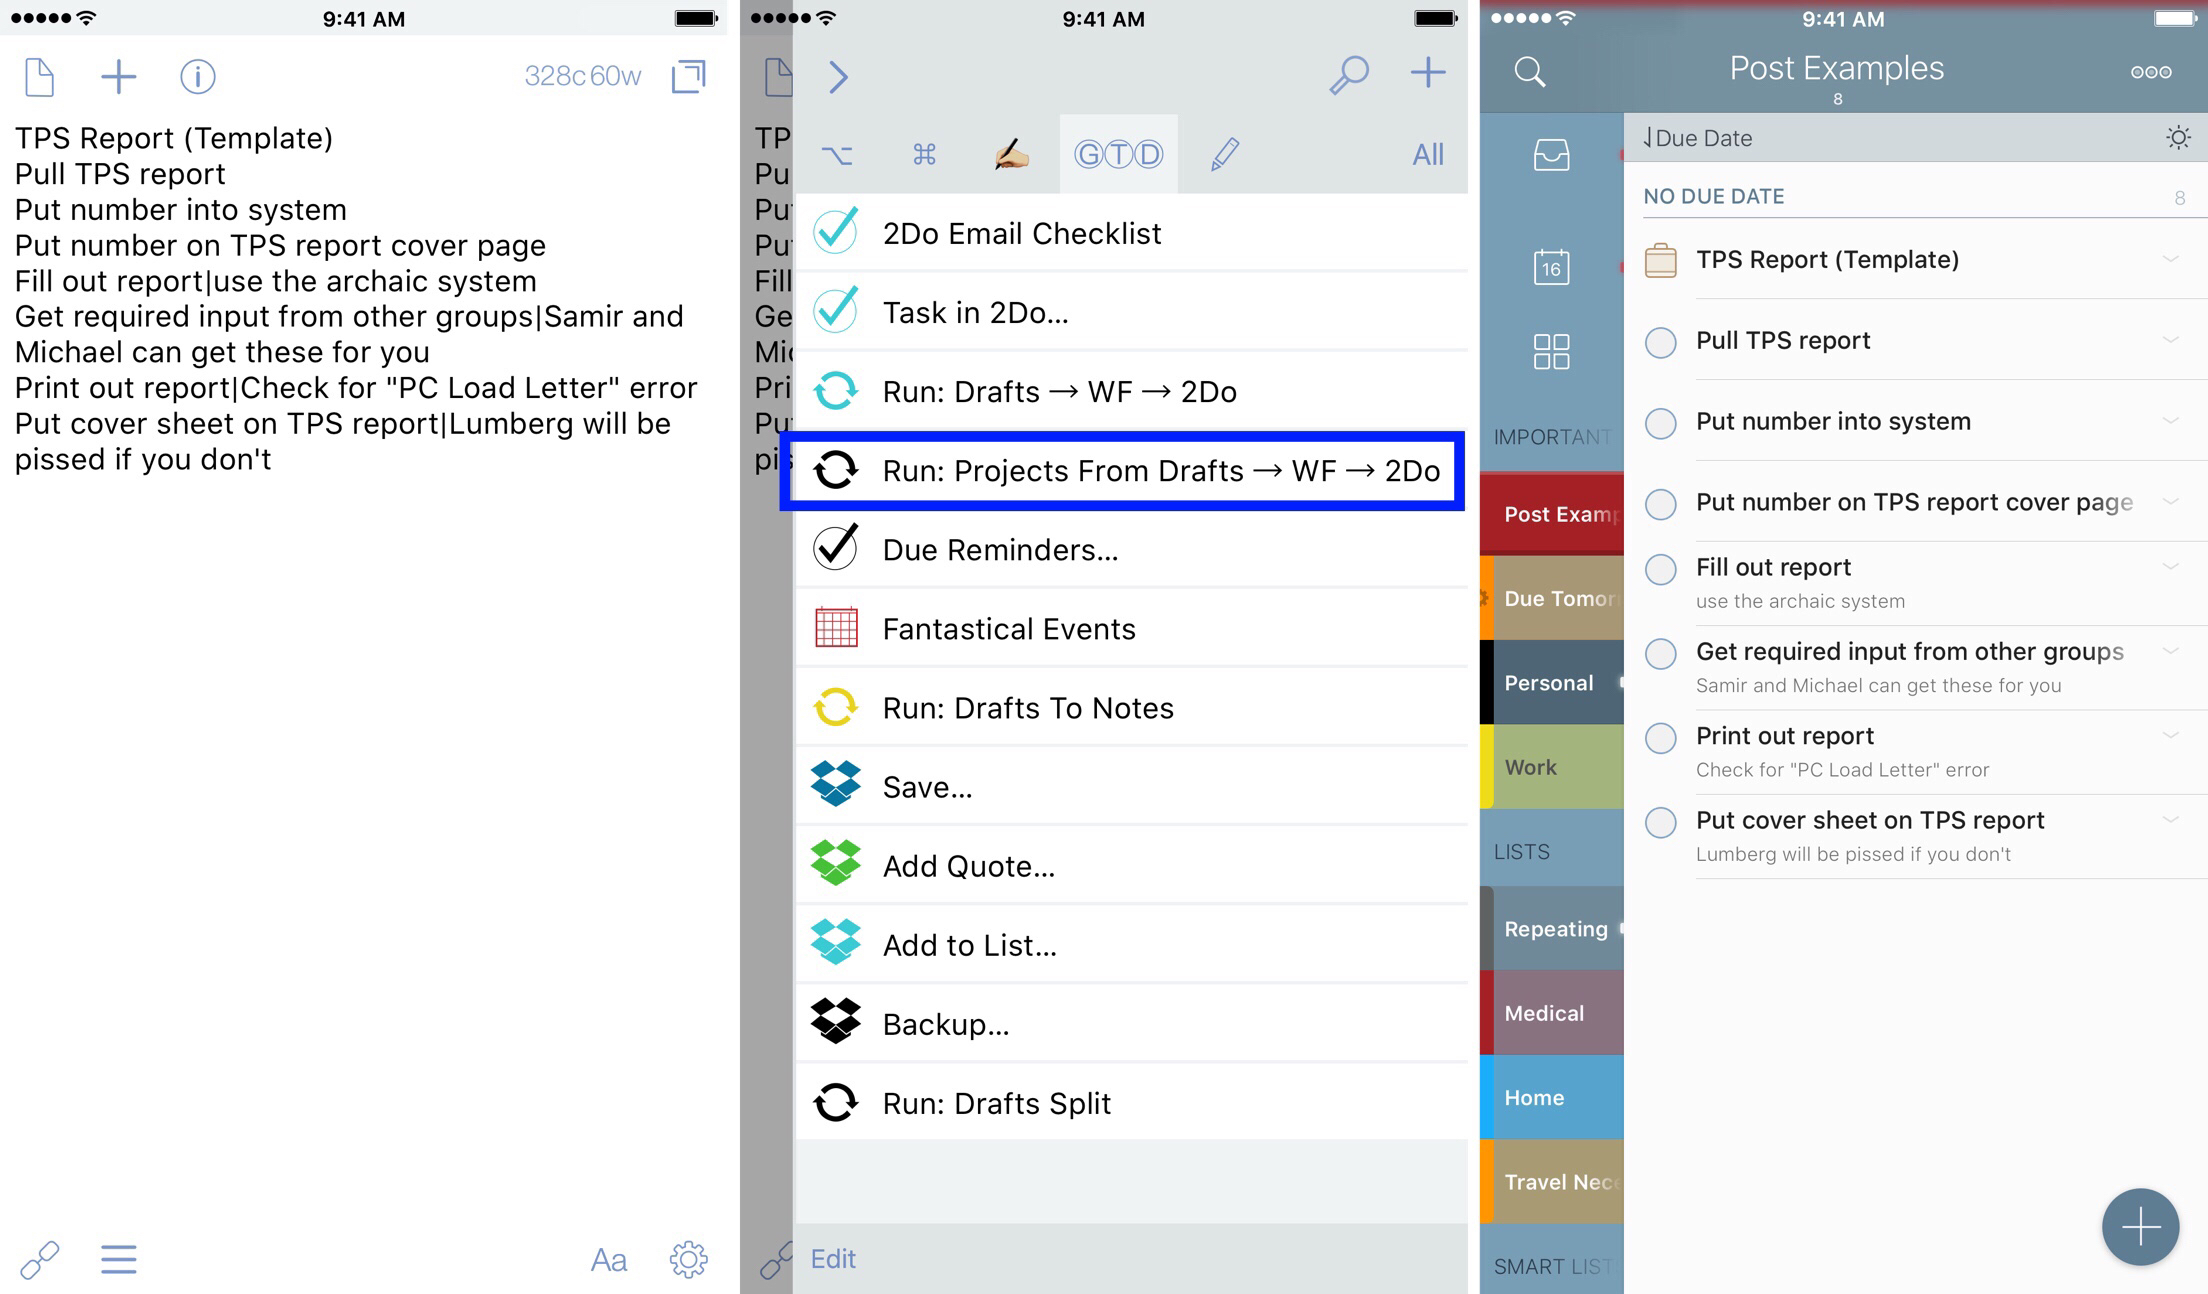 9:41 AM
328c 60w
TPS Report (Template)
Pull TPS report
Put number into system
Put number on TPS report cover page
Fill out report|use the archaic system
Get required input from other groups|Samir and
Michael can get these for you
Print out report|Check for "PC Load Letter" error
Put cover sheet on TPS report|Lumberg will be
pissed if you don't
Aa
9:41 AM
TP
Pu
Pu
Pu
Fill
Ge
Mi
Pri
Pu
pis
ⒼⓉⒹ
All
2Do Email Checklist
Task in 2Do...
Run: Drafts → WF → 2Do
Run: Projects From Drafts → WF → 2Do
Due Reminders...
Fantastical Events
Run: Drafts To Notes
Save...
Add Quote...
Add to List...
Backup...
Run: Drafts Split
Edit
9:41 AM
Post Examples
8
16
IMPORTANT
Post Examp
Due Tomor
Personal
Work
LISTS
Repeating
Medical
Home
Travel Nece
SMART LIST
Due Date
NO DUE DATE 8
TPS Report (Template)
Pull TPS report
Put number into system
Put number on TPS report cover page
Fill out report
use the archaic system
Get required input from other groups
Samir and Michael can get these for you
Print out report
Check for "PC Load Letter" error
Put cover sheet on TPS report
Lumberg will be pissed if you don't